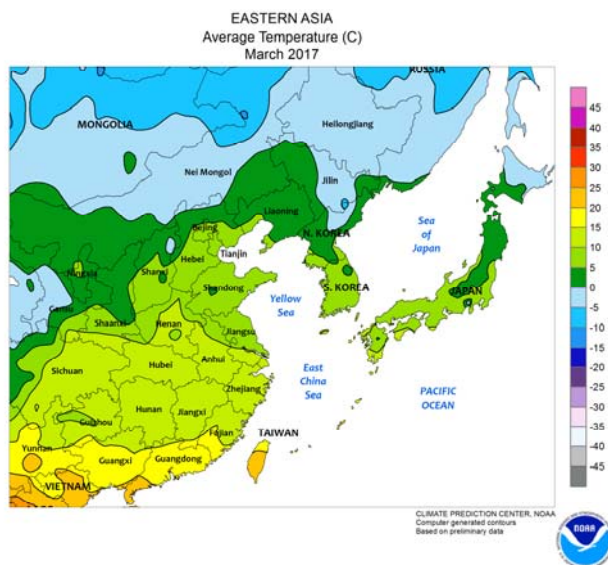 EASTERN ASIA
Average Temperature (C)
March 2017
RUSSIA
MONGOLIA
Heilongjiang
Nei Mongol
Jilin
Liaoning
Beijing
N. KOREA
Sea
of
Japan
Tianjin
Hebei
Ningxia
Shanxi
Shandong
S. KOREA
JAPAN
Yellow
Sea
Gansu
Shaanxi
Henan
Jiangsu
Anhui
Sichuan
Hubei
East
China
Sea
Zhejiang
PACIFIC
OCEAN
Hunan
Jiangxi
Guizhou
Fujian
TAIWAN
Yunnan
Guangxi
Guangdong
VIETNAM
45
40
35
30
25
20
15
10
5
0
-5
-10
-15
-20
-25
-30
-35
-40
-45
CLIMATE PREDICTION CENTER, NOAA
Computer generated contours
Based on preliminary data
NOAA